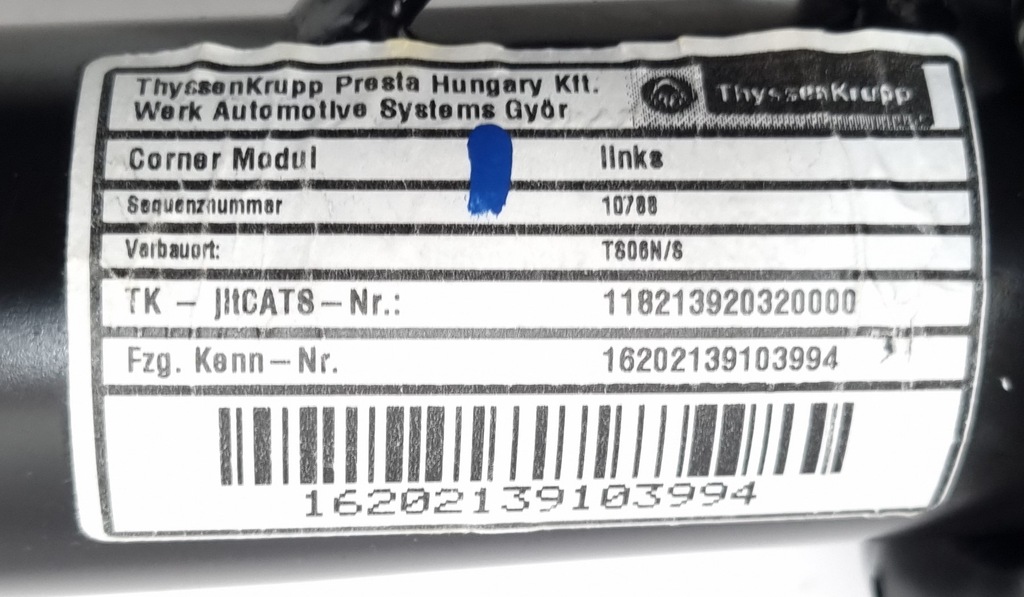 ThyssenKrupp Presta Hungary Kft.
Werk Automotive Systems Györ
ThyssenKrupp
Corner Modul links
Sequenznummer 10788
Verbauort: TS06N/S
TK - JitCATS-Nr.: 118213920320000
Fzg. Kenn-Nr. 16202139103994
16202139103994